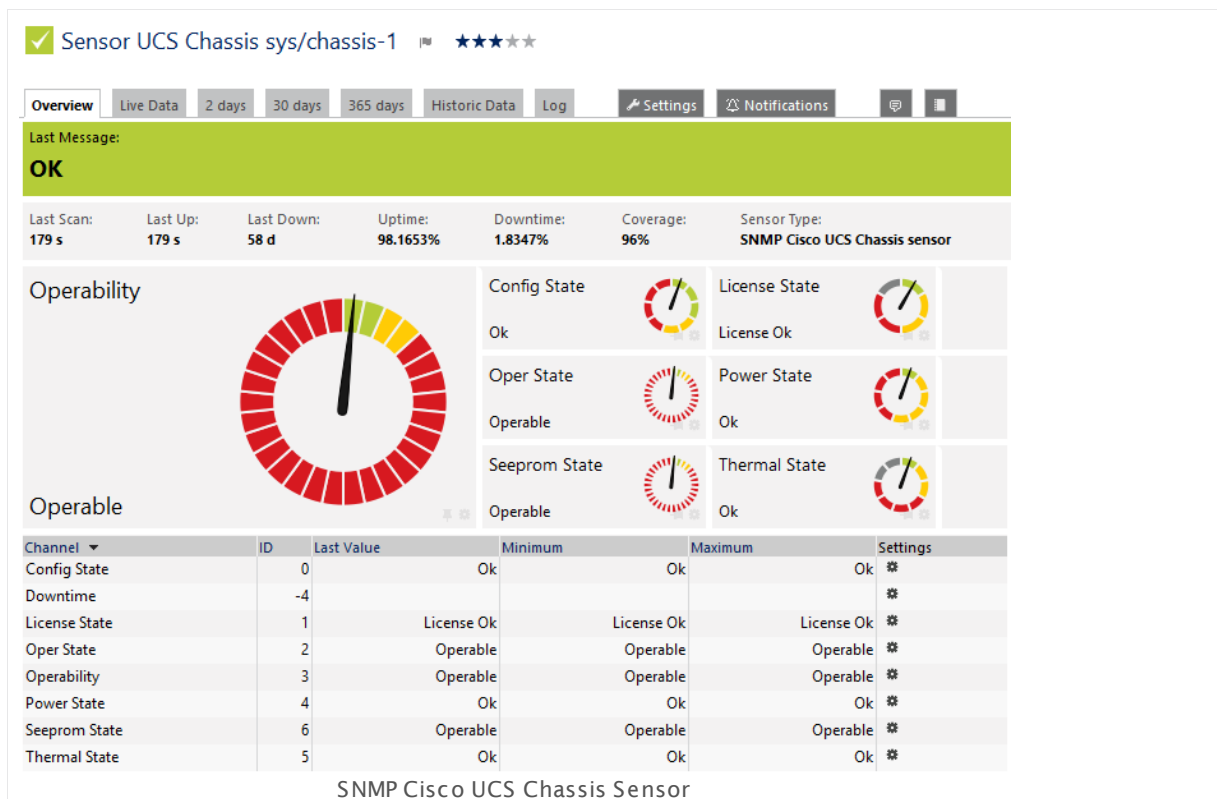 Sensor UCS Chassis sys/chassis-1
Overview Live Data 2 days 30 days 365 days Historic Data Log Settings Notifications
Last Message:
OK
Last Scan: Last Up: Last Down: Uptime: Downtime: Coverage: Sensor Type:
179 s 179 s 58 d 98.1653% 1.8347% 96% SNMP Cisco UCS Chassis sensor
Operability
Operable
Config State
Ok
License State
License Ok
Oper State
Operable
Power State
Ok
Seeprom State
Operable
Thermal State
Ok
Channel ID Last Value Minimum Maximum Settings
Config State 0 Ok Ok Ok
Downtime -4
License State 1 License Ok License Ok License Ok
Oper State 2 Operable Operable Operable
Operability 3 Operable Operable Operable
Power State 4 Ok Ok Ok
Seeprom State 6 Operable Operable Operable
Thermal State 5 Ok Ok Ok
SNMP Cisco UCS Chassis Sensor